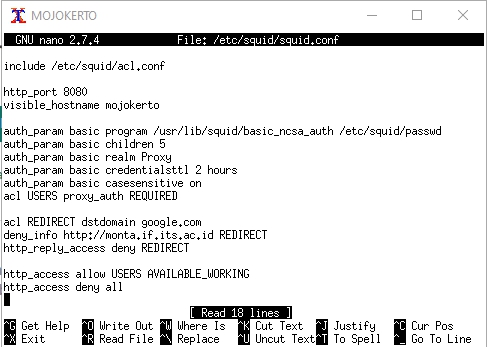 MOJOKERTO
GNU nano 2.7.4 File: /etc/squid/squid.conf
include /etc/squid/acl.conf
http_port 8080
visible_hostname mojokerto
auth_param basic program /usr/lib/squid/basic_ncsa_auth /etc/squid/passwd
auth_param basic children 5
auth_param basic realm Proxy
auth_param basic credentialsttl 2 hours
auth_param basic casesensitive on
acl USERS proxy_auth REQUIRED
acl REDIRECT dstdomain google.com
deny_info http://monta.if.its.ac.id REDIRECT
http_reply_access deny REDIRECT
http_access allow USERS AVAILABLE_WORKING
http_access deny all
[ Read 18 lines ]
^G Get Help ^O Write Out ^W Where Is ^K Cut Text ^J Justify ^C Cur Pos
^X Exit ^R Read File ^\ Replace ^U Uncut Text ^T To Spell ^_ Go To Line